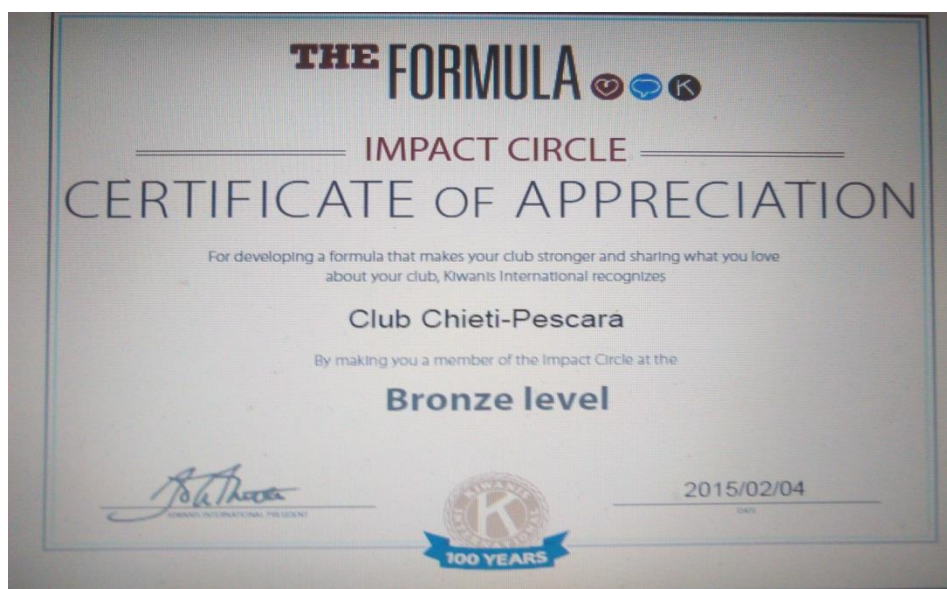 THE FORMULA K
IMPACT CIRCLE
CERTIFICATE OF APPRECIATION
For developing a formula that makes your club stronger and sharing what you love
about your club, Kiwanis International recognizes
Club Chieti-Pescara
By making you a member of the Impact Circle at the
Bronze level
2015/02/04
KIWANIS INTERNATIONAL PRESIDENT
DATE
KIWANIS
K
INTERNATIONAL
100 YEARS